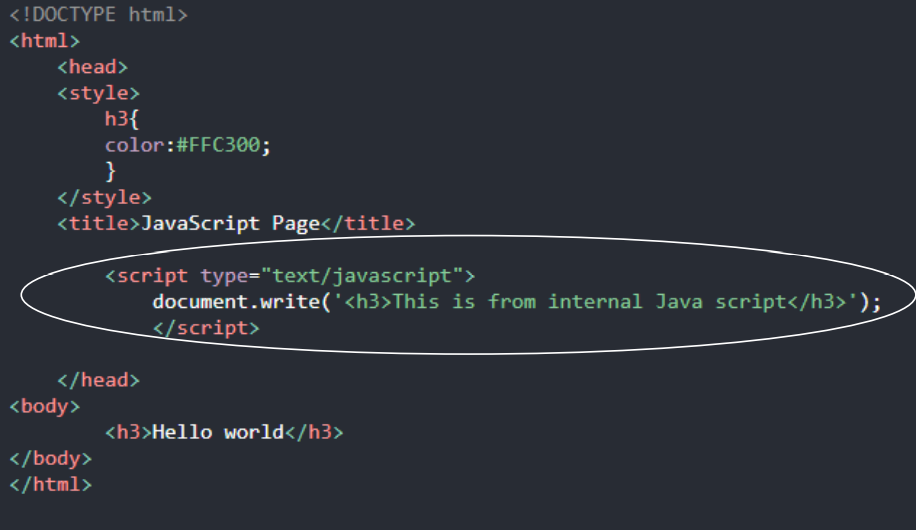 <!DOCTYPE html>
<html>
<head>
<style>
h3{
color:#FFC300;
}
</style>
<title>JavaScript Page</title>
<script type="text/javascript">
document.write('<h3>This is from internal Java script</h3>');
</script>
</head>
<body>
<h3>Hello world</h3>
</body>
</html>